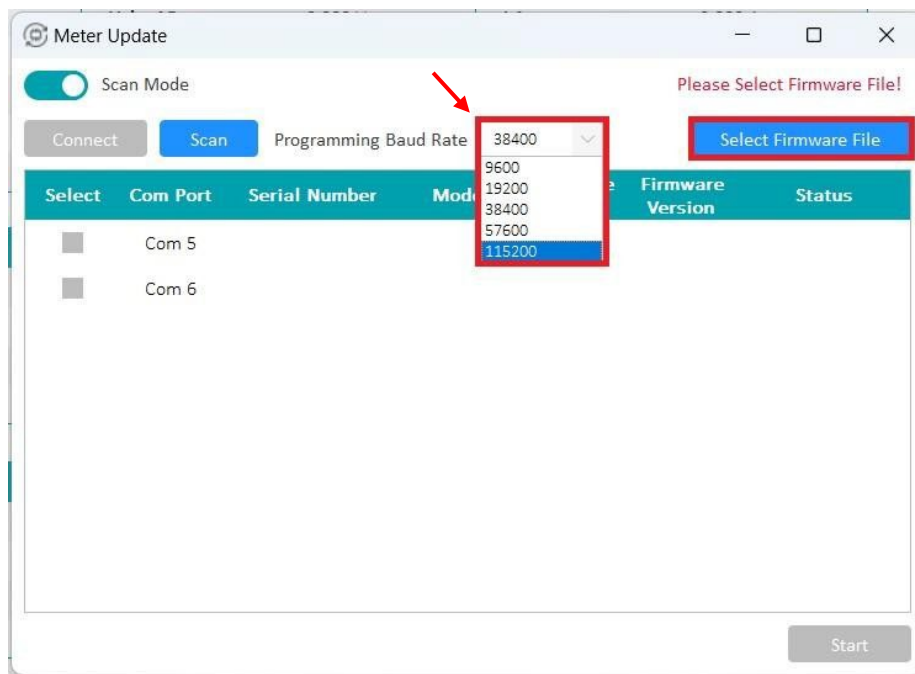 Meter Update
Scan Mode
Please Select Firmware File!
Connect
Scan
Programming Baud Rate
38400
Select Firmware File
9600
19200
38400
57600
115200
Select
Com Port
Serial Number
Firmware
Version
Status
Com 5
Com 6
Start